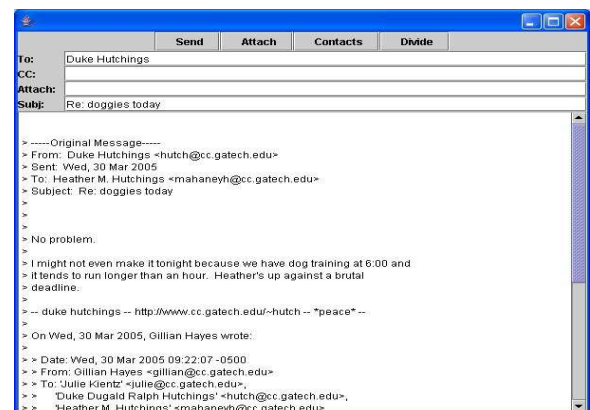 Send Attach Contacts Divide
To: Duke Hutchings
CC:
Attach:
Subj: Re: doggies today
> -----Original Message-----
> From: Duke Hutchings <hutch@cc.gatech.edu>
> Sent: Wed, 30 Mar 2005
> To: Heather M. Hutchings <mahaneyh@cc.gatech.edu>
> Subject: Re: doggies today
>
>
>
> No problem.
>
> I might not even make it tonight because we have dog training at 6:00 and
> it tends to run longer than an hour. Heather's up against a brutal
> deadline.
>
> -- duke hutchings -- http://www.cc.gatech.edu/~hutch -- *peace* --
>
> On Wed, 30 Mar 2005, Gillian Hayes wrote:
>
> > Date: Wed, 30 Mar 2005 09:22:07 -0500
> > From: Gillian Hayes <gillian@cc.gatech.edu>
> > To: 'Julie Kientz' <julie@cc.gatech.edu>,
> > 'Duke Dugald Ralph Hutchings' <hutch@cc.gatech.edu>,
> > 'Heather M. Hutchings' <mahaneyh@cc.gatech.edu>